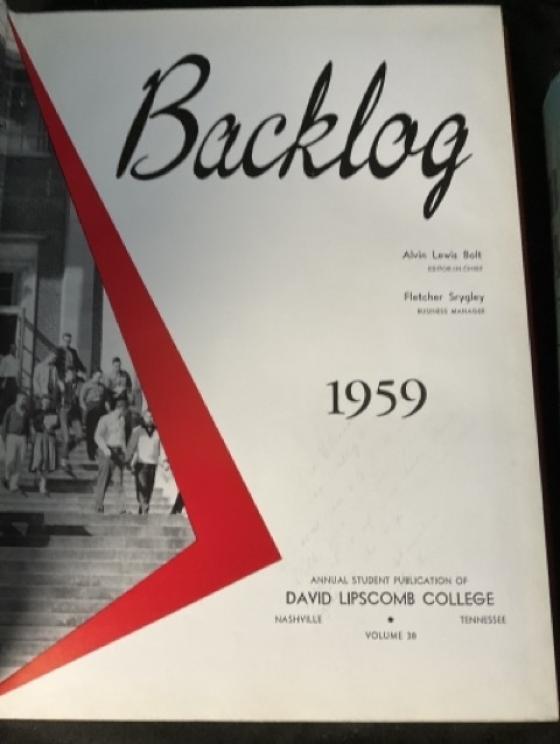 Backlog
Alvin Lewis Bolt
EDITOR-IN-CHIEF
Fletcher Srygley
BUSINESS MANAGER
1959
ANNUAL STUDENT PUBLICATION OF
DAVID LIPSCOMB COLLEGE
NASHVILLE * TENNESSEE
VOLUME 38